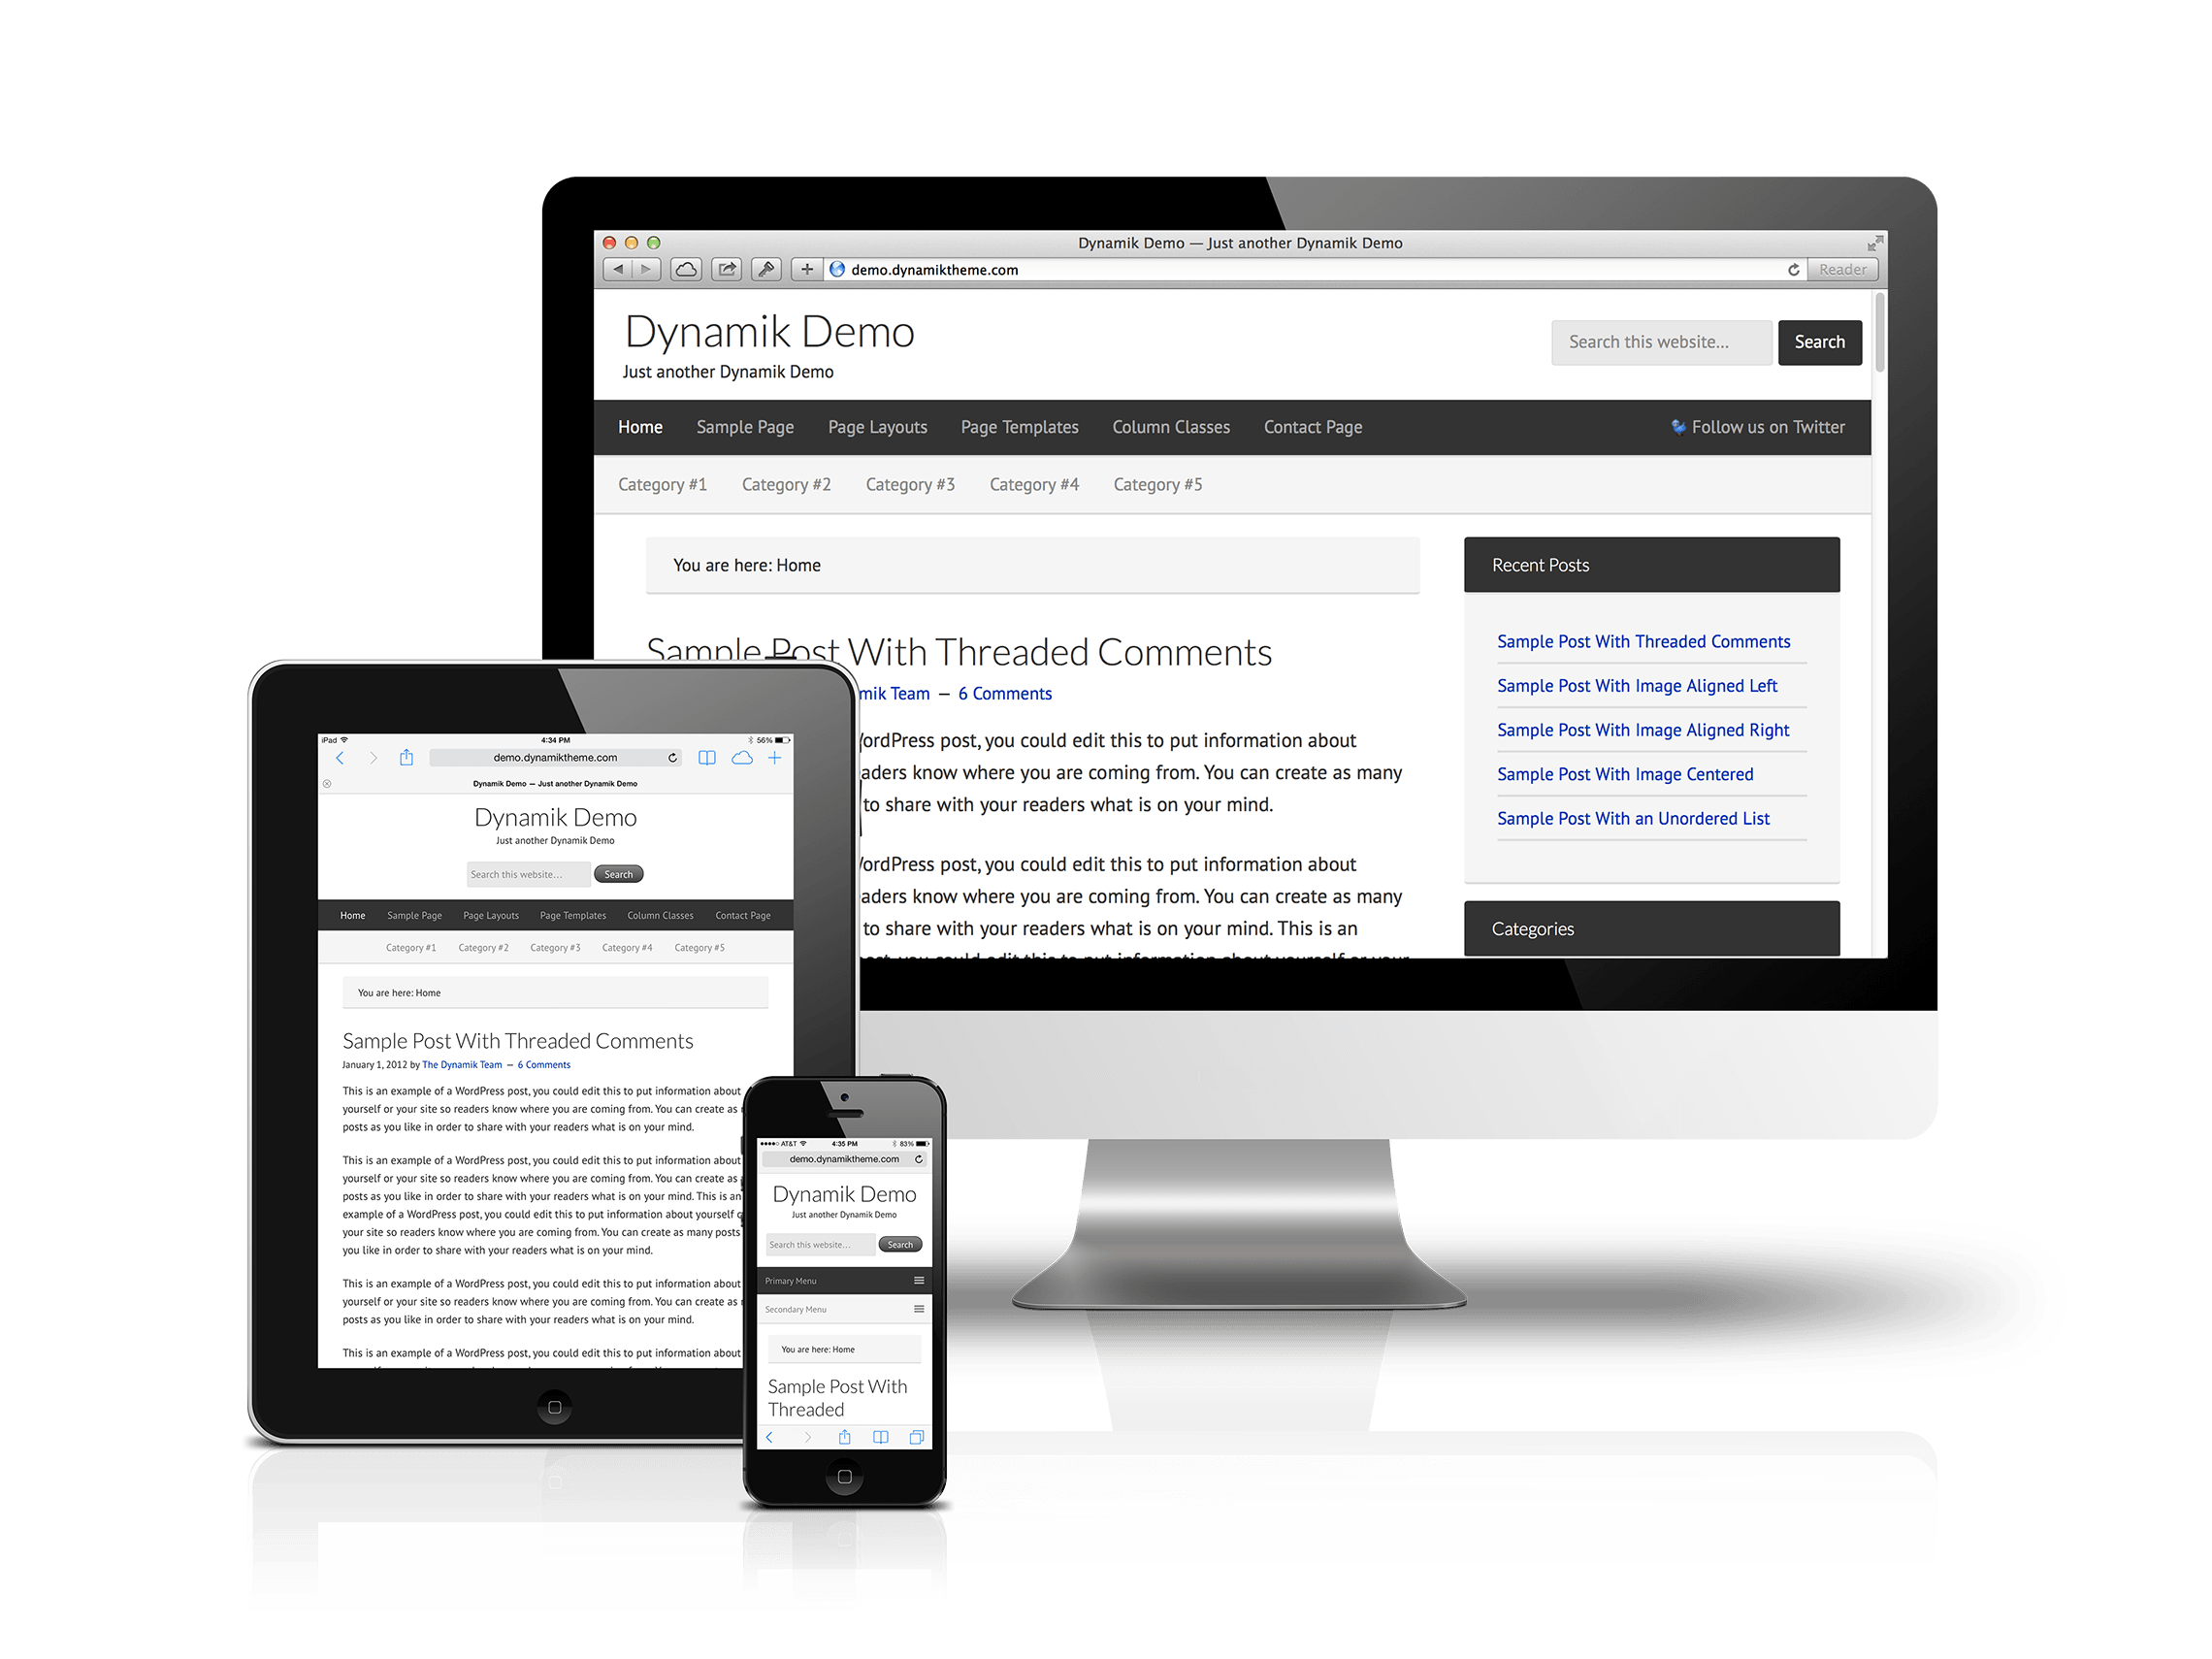 Dynamik Demo — Just another Dynamik Demo
demo.dynamiktheme.com
Reader
Dynamik Demo
Just another Dynamik Demo
Search this website...
Search
Home Sample Page Page Layouts Page Templates Column Classes Contact Page Follow us on Twitter
Category #1 Category #2 Category #3 Category #4 Category #5
You are here: Home
Sample Post With Threaded Comments
mik Team — 6 Comments
WordPress post, you could edit this to put information about
aders know where you are coming from. You can create as many
to share with your readers what is on your mind.
WordPress post, you could edit this to put information about
aders know where you are coming from. You can create as many
to share with your readers what is on your mind. This is an
post, you could edit this to put information about yourself or your
Recent Posts
Sample Post With Threaded Comments
Sample Post With Image Aligned Left
Sample Post With Image Aligned Right
Sample Post With Image Centered
Sample Post With an Unordered List
Categories
iPad 4:34 PM 56%
demo.dynamiktheme.com
Dynamik Demo — Just another Dynamik Demo
Dynamik Demo
Just another Dynamik Demo
Search this website...
Search
Home Sample Page Page Layouts Page Templates Column Classes Contact Page
Category #1 Category #2 Category #3 Category #4 Category #5
You are here: Home
Sample Post With Threaded Comments
January 1, 2012 by The Dynamik Team — 6 Comments
This is an example of a WordPress post, you could edit this to put information about
yourself or your site so readers know where you are coming from. You can create as
posts as you like in order to share with your readers what is on your mind.
This is an example of a WordPress post, you could edit this to put information about
yourself or your site so readers know where you are coming from. You can create as
posts as you like in order to share with your readers what is on your mind. This is an
example of a WordPress post, you could edit this to put information about yourself
your site so readers know where you are coming from. You can create as many posts
you like in order to share with your readers what is on your mind.
This is an example of a WordPress post, you could edit this to put information about
yourself or your site so readers know where you are coming from. You can create as
posts as you like in order to share with your readers what is on your mind.
This is an example of a WordPress post, you could edit this to put information about
AT&T 4:35 PM 83%
demo.dynamiktheme.com
Dynamik Demo
Just another Dynamik Demo
Search this website...
Search
Primary Menu
Secondary Menu
You are here: Home
Sample Post With
Threaded